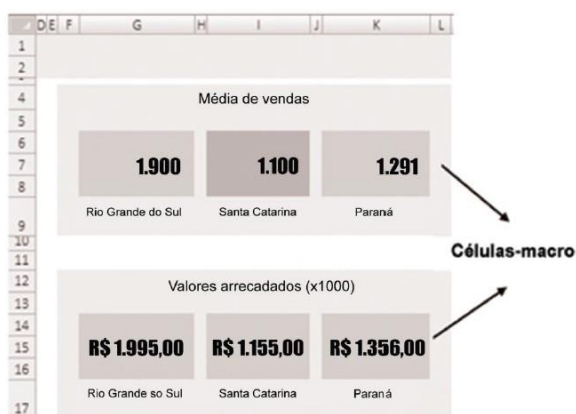 D E F G H I J K L
1
2
4
Média de vendas
5
6
7 1.900 1.100 1.291
8
9 Rio Grande do Sul Santa Catarina Paraná
10
11
Células-macro
12 Valores arrecadados (x1000)
13
14
15 R$ 1.995,00 R$ 1.155,00 R$ 1.356,00
16
17 Rio Grande so Sul Santa Catarina Paraná